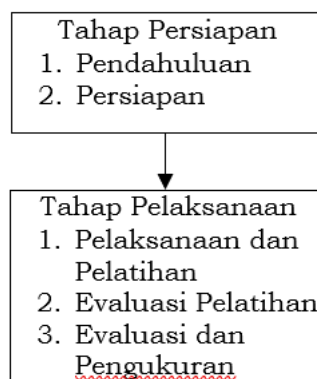 Tahap Persiapan
1. Pendahuluan
2. Persiapan
Tahap Pelaksanaan
1. Pelaksanaan dan
Pelatihan
2. Evaluasi Pelatihan
3. Evaluasi dan
Pengukuran